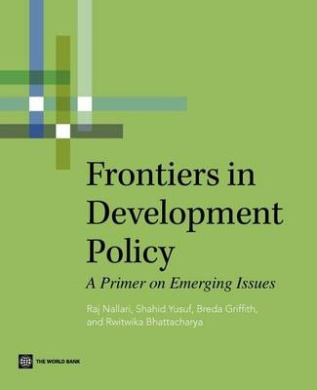 Frontiers in
Development
Policy
A Primer on Emerging Issues
Raj Nallari, Shahid Yusuf, Breda Griffith,
and Rwitwika Bhattacharya
THE WORLD BANK